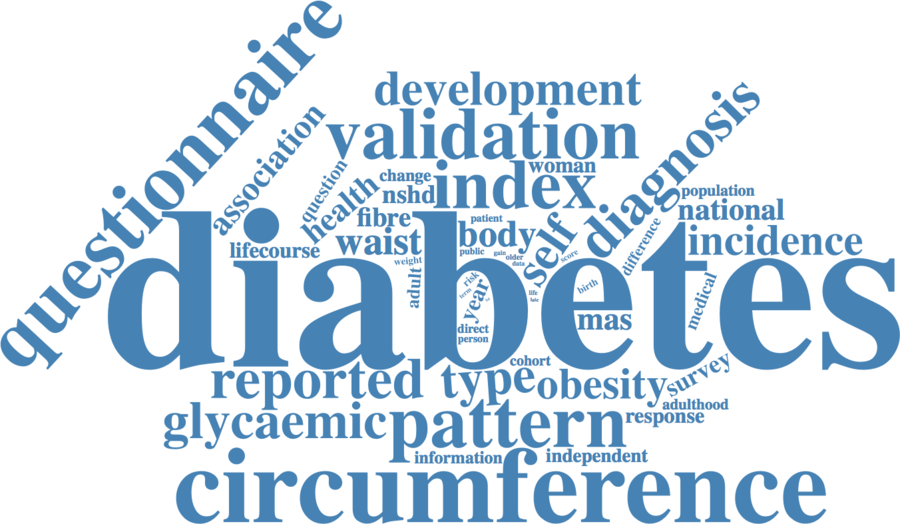 questionnaire
development
validation
association
diagnosis
question
health
change
woman
nshd
index
population
fibre
patient
national
lifecourse
waist
body
self
difference
incidence
public
gain
older
data
score
weight
adult
risk
term
year
life
birth
medical
diabetes
direct
person
mas
cohort
survey
reported
type
obesity
adulthood
glycaemic
pattern
response
information
independent
circumference